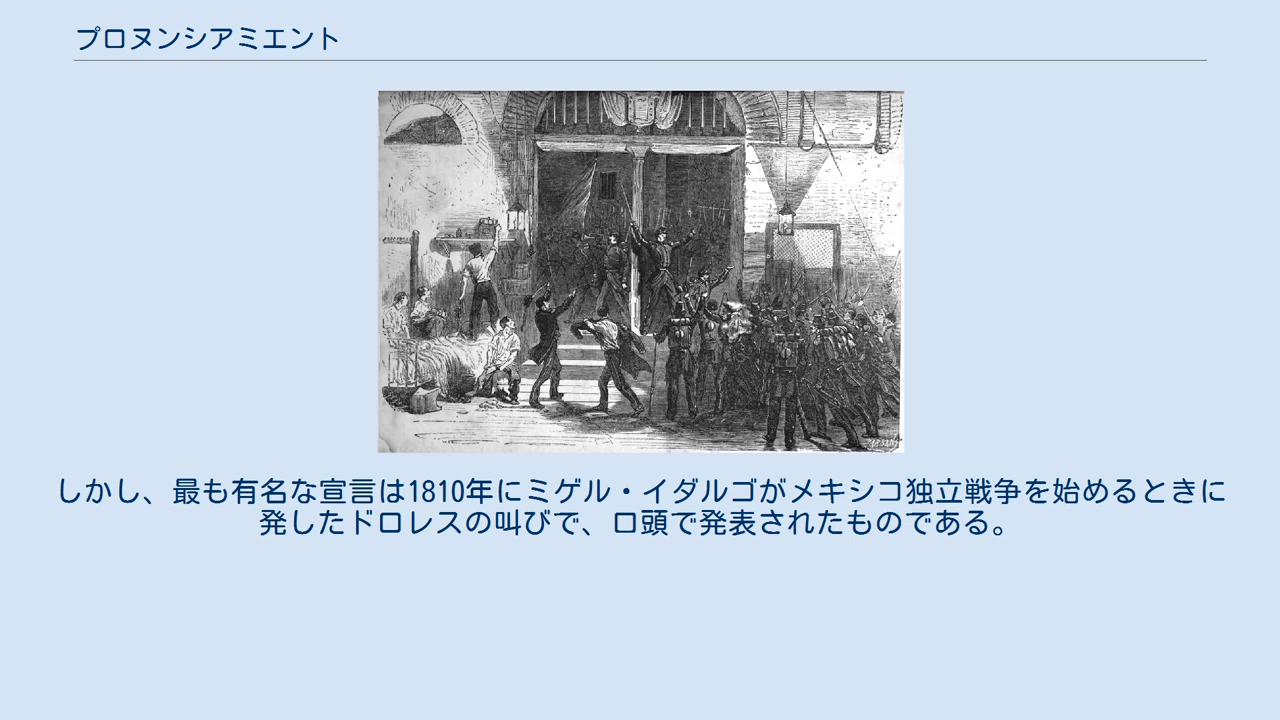 プロヌンシアミエント
しかし、最も有名な宣言は1810年にミゲル・イダルゴがメキシコ独立戦争を始めるときに
発したドロレスの叫びで、口頭で発表されたものである。